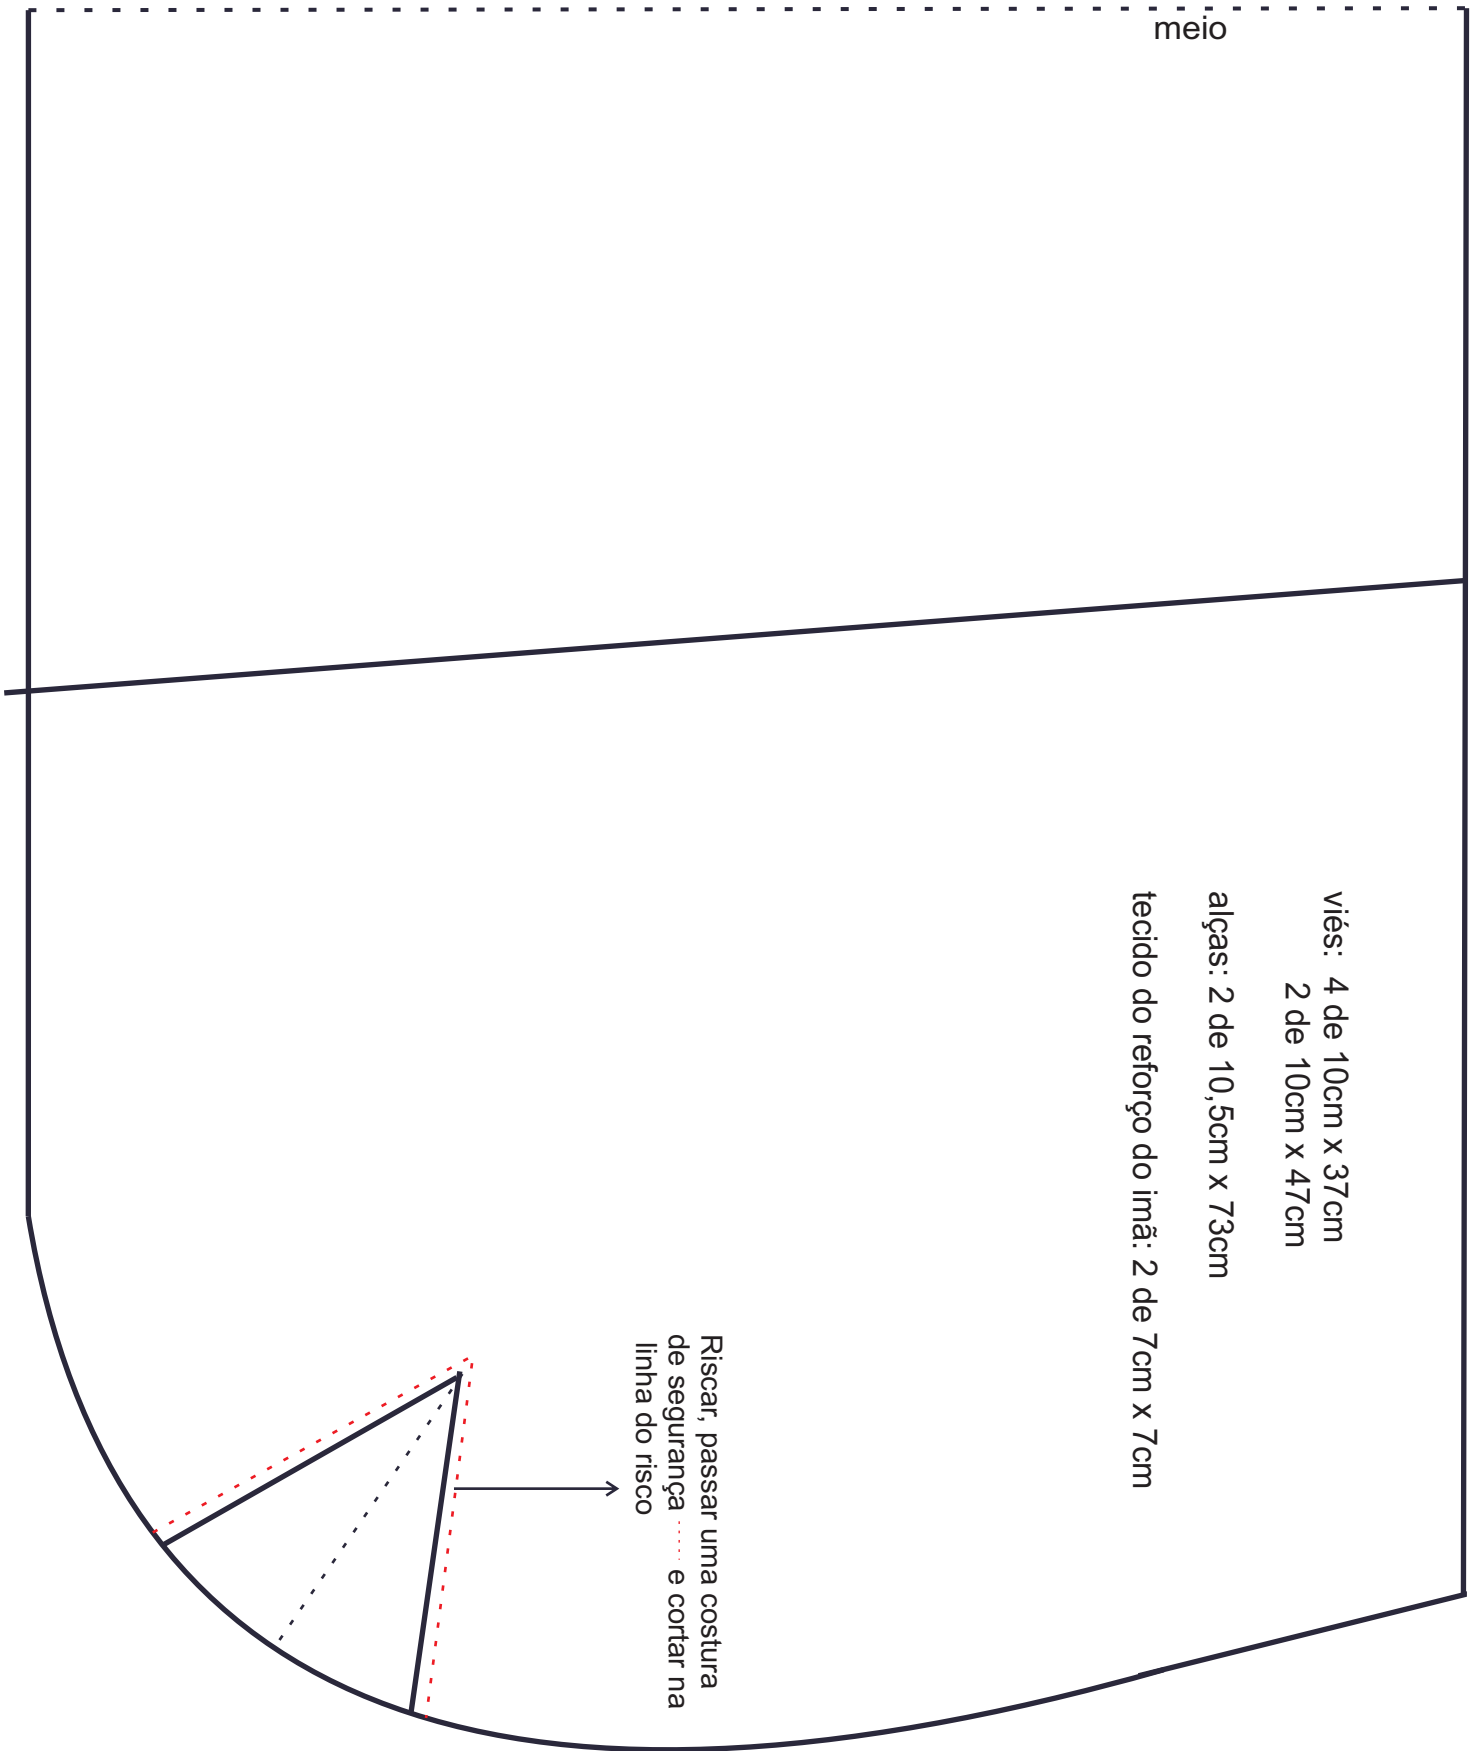 meio
viés: 4 de 10cm x 37cm
2 de 10cm x 47cm
alças: 2 de 10,5cm x 73cm
tecido do reforço do imã: 2 de 7cm x 7cm
Riscar, passar uma costura
de segurança ...... e cortar na
linha do risco